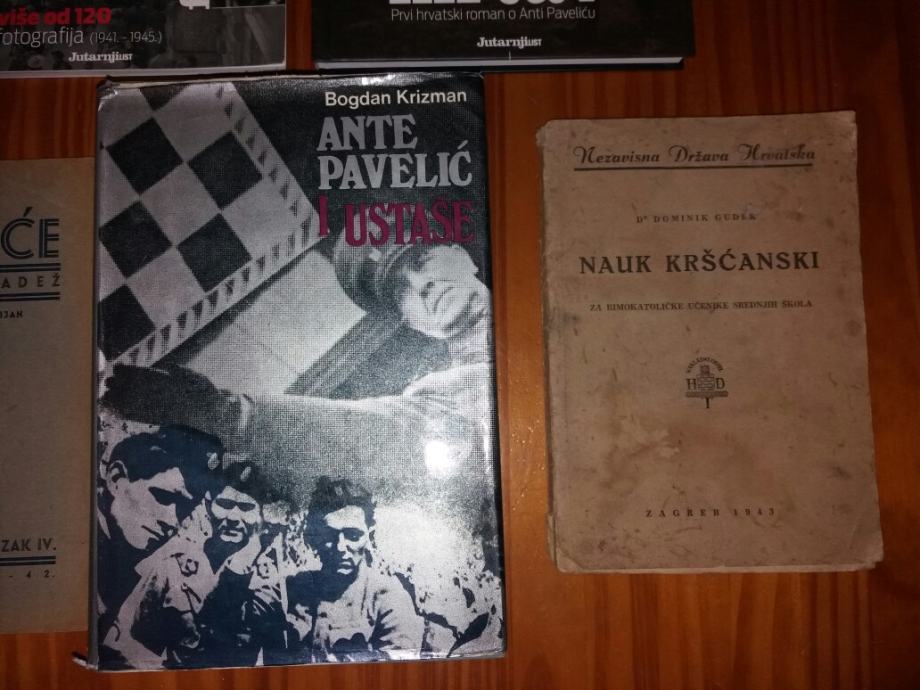 više od 120
fotografija (1941. - 1945.)
Jutarnji LIST
Prvi hrvatski roman o Anti Paveliću
Jutarnji LIST
Bogdan Krizman
ANTE
PAVELIĆ
I USTAŠE
Nezavisna Država Hrvatska
Dr DOMINIK GUDEK
NAUK KRŠĆANSKI
ZA RIMOKATOLIČKE UČENIKE SREDNJIH ŠKOLA
H D
I
ZAGREB 1943
ĆE
ADEŽ
IJAN
ZAK IV.
- 4 2 .